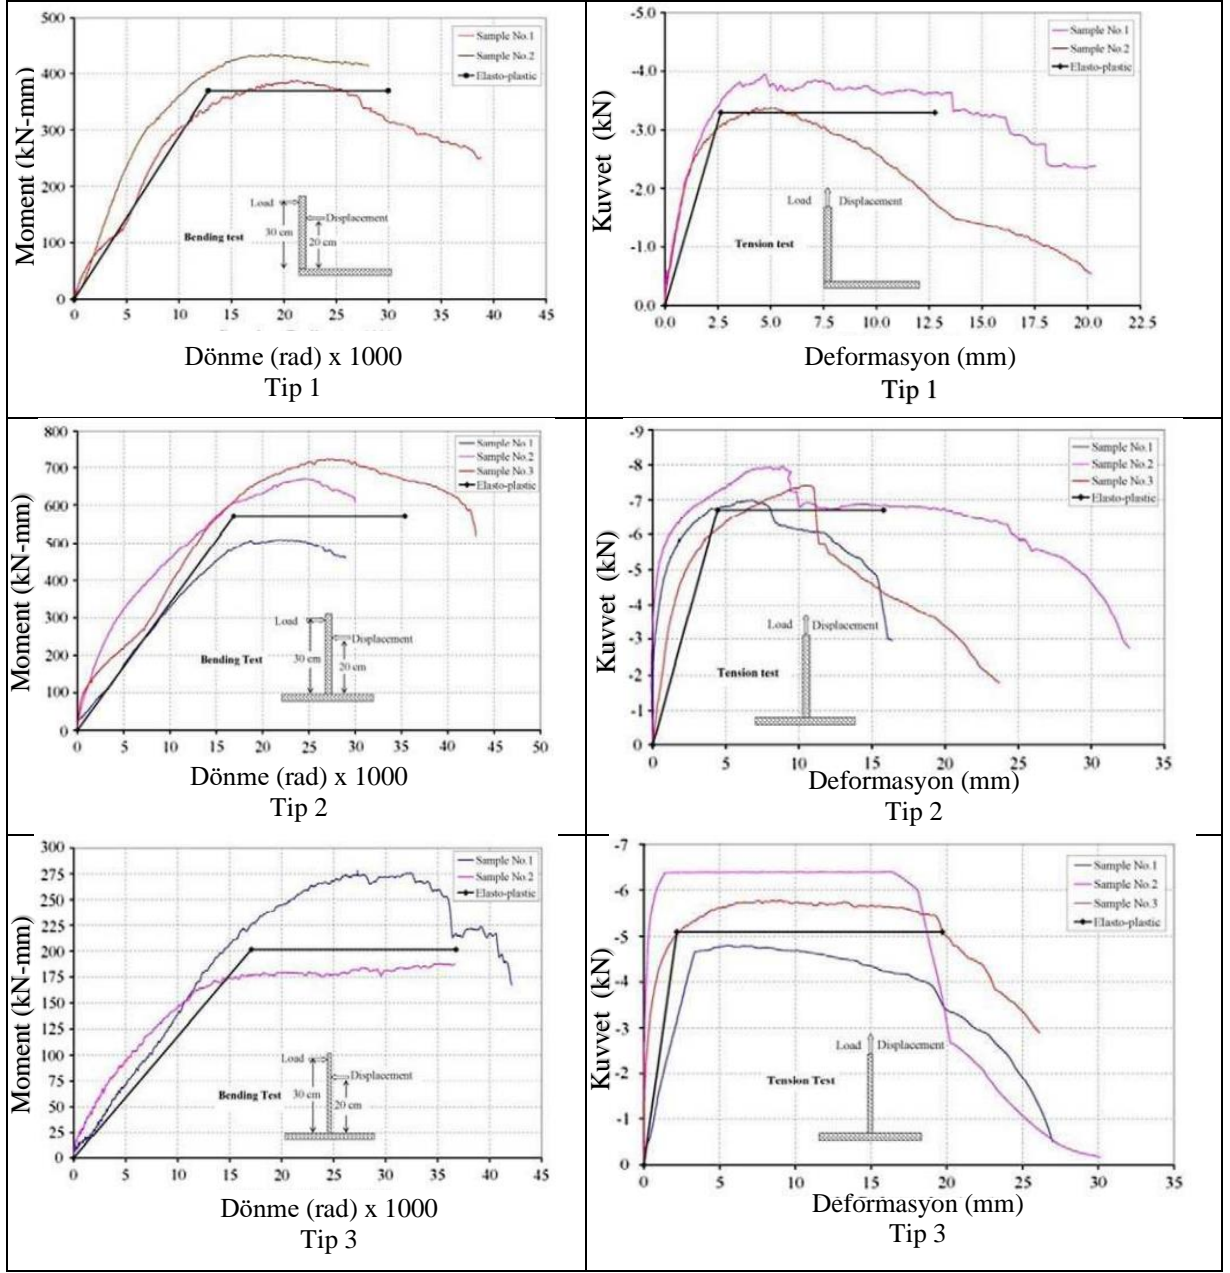 500
400
300
200
100
0
0 5 10 15 20 25 30 35 40 45
Moment (kN-mm)
Sample No.1
Sample No.2
Elasto-plastic
Load
Displacement
30 cm
20 cm
Bending test
Dönme (rad) x 1000
Tip 1
-5.0
-4.0
-3.0
-2.0
-1.0
0.0
0.0 2.5 5.0 7.5 10.0 12.5 15.0 17.5 20.0 22.5
Kuvvet (kN)
Sample No.1
Sample No.2
Elasto-plastic
Load Displacement
Tension test
Deformasyon (mm)
Tip 1
800
700
600
500
400
300
200
100
0
0 5 10 15 20 25 30 35 40 45 50
Moment (kN-mm)
Sample No.1
Sample No.2
Sample No.3
Elasto-plastic
Load
Displacement
30 cm
20 cm
Bending Test
Dönme (rad) x 1000
Tip 2
-9
-8
-7
-6
-5
-4
-3
-2
-1
0
0 5 10 15 20 25 30 35
Kuvvet (kN)
Sample No.1
Sample No.2
Sample No.3
Elasto-plastic
Load Displacement
Tension test
Deformasyon (mm)
Tip 2
300
275
250
225
200
175
150
125
100
75
50
25
0
0 5 10 15 20 25 30 35 40 45
Moment (kN-mm)
Sample No.1
Sample No.2
Elasto-plastic
Load
Displacement
Bending Test 30 cm
20 cm
Dönme (rad) x 1000
Tip 3
-7
-6
-5
-4
-3
-2
-1
0
0 5 10 15 20 25 30 35
Kuvvet (kN)
Sample No.1
Sample No.2
Sample No.3
Elasto-plastic
Load Displacement
Tension Test
Deformasyon (mm)
Tip 3